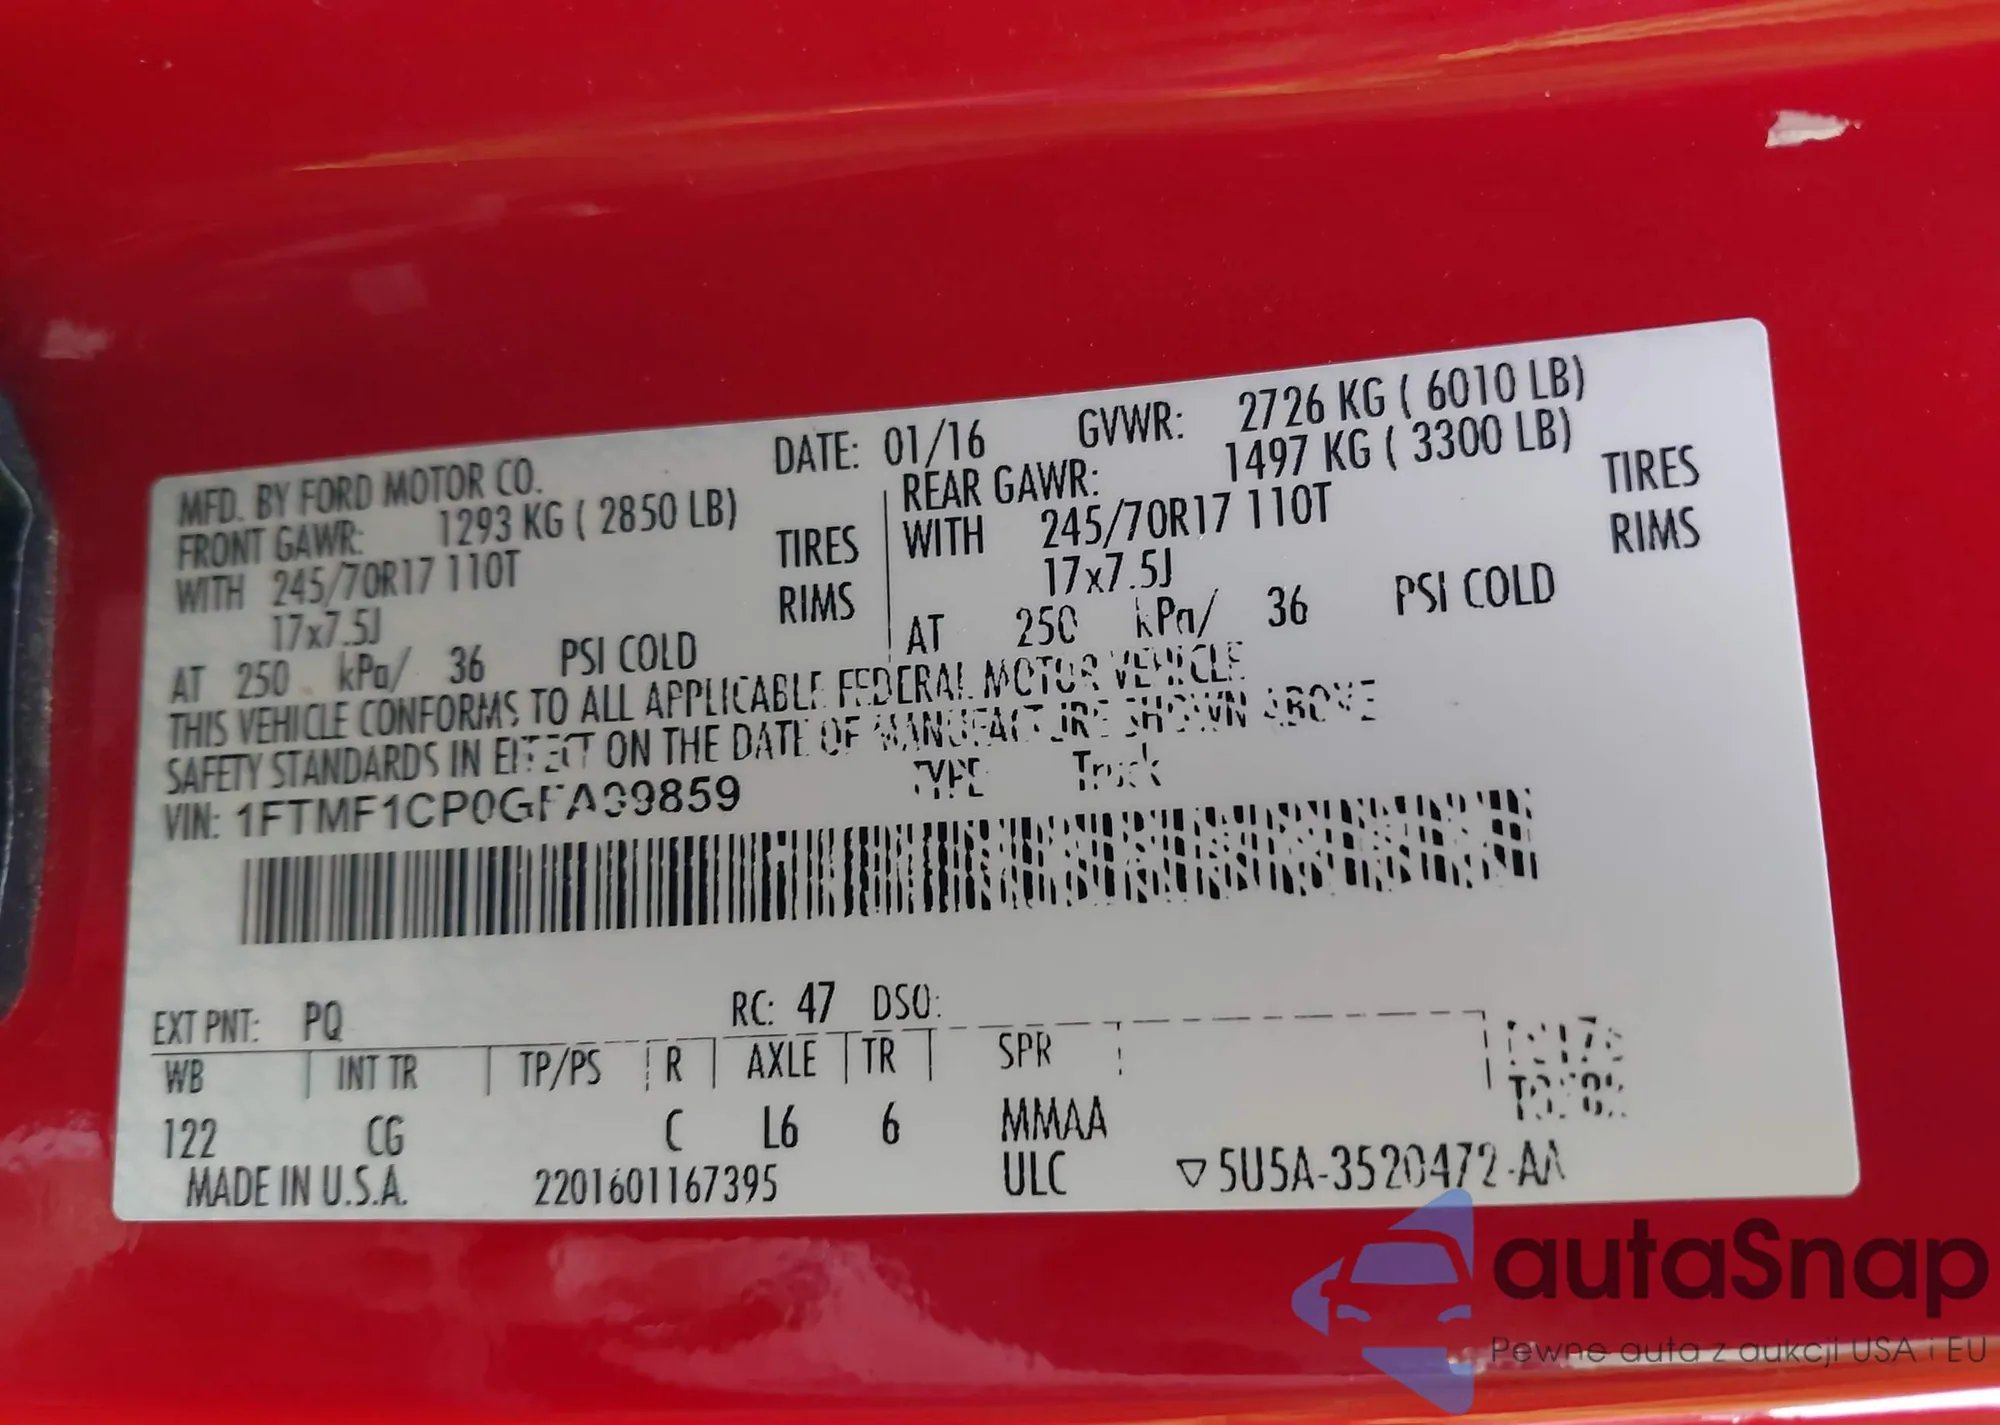 MFD. BY FORD MOTOR CO. DATE: 01/16 GVWR: 2726 KG ( 6010 LB)
FRONT GAWR: 1293 KG ( 2850 LB) REAR GAWR: 1497 KG ( 3300 LB)
WITH 245/70R17 110T TIRES WITH 245/70R17 110T TIRES
17x7.5J RIMS 17x7.5J RIMS
AT 250 kPa/ 36 PSI COLD AT 250 kPa/ 36 PSI COLD
THIS VEHICLE CONFORMS TO ALL APPLICABLE FEDERAL MOTOR VEHICLE
SAFETY STANDARDS IN EFFECT ON THE DATE OF MANUFACTURE SHOWN ABOVE
VIN: TYPE Truck
EXT PNT: PQ RC: 47 DSO:
WB INT TR TP/PS R AXLE TR SPR
122 CG C L6 6 MMAA
MADE IN U.S.A. 2201601167395 ULC ▽5U5A-3520472-AA
autaSnap
Pewne auta z aukcji USA i EU